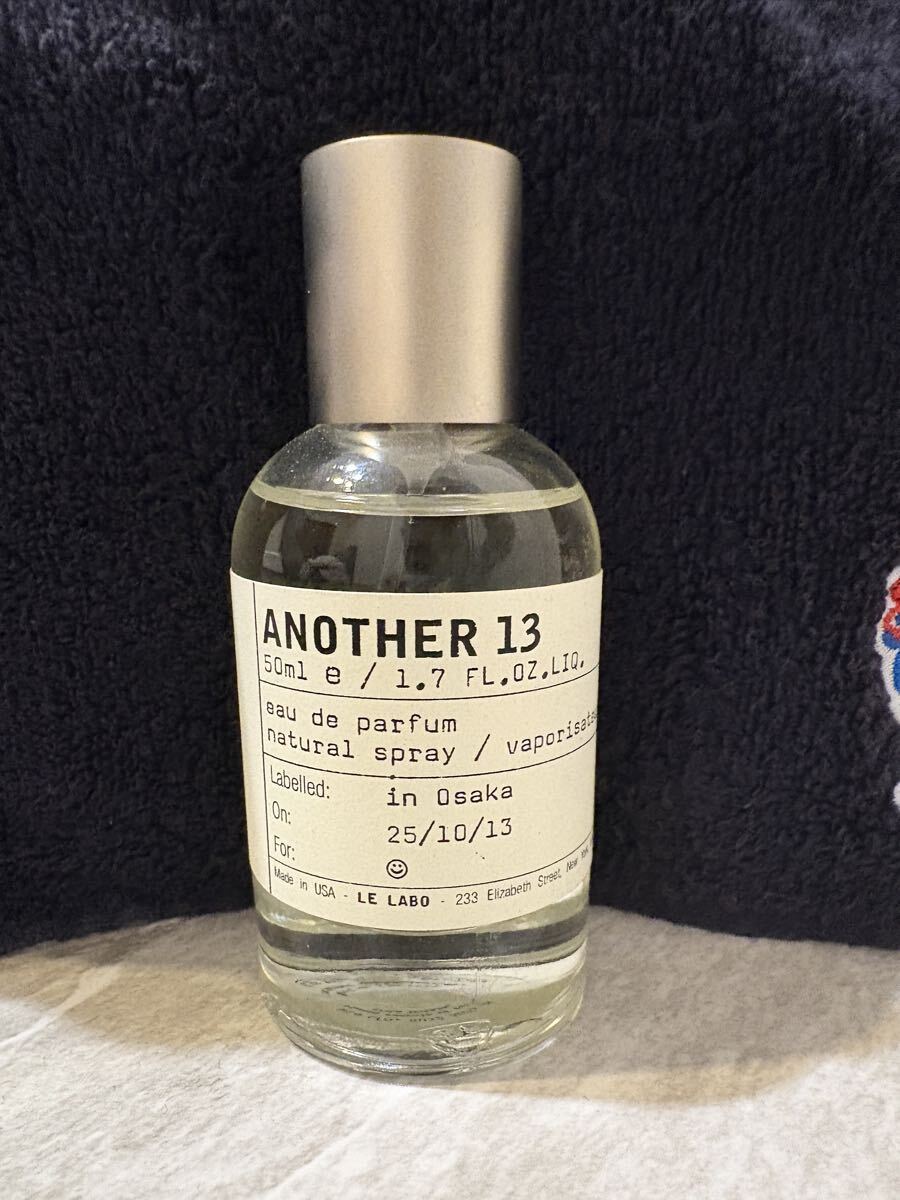 ANOTHER 13
50ml e / 1.7 FL.OZ.LIQ.
eau de parfum
natural spray /
Labelled: in Osaka
On: 25/10/13
For: ☺
Made in USA - LE LABO - 233 Elizabeth Street, New